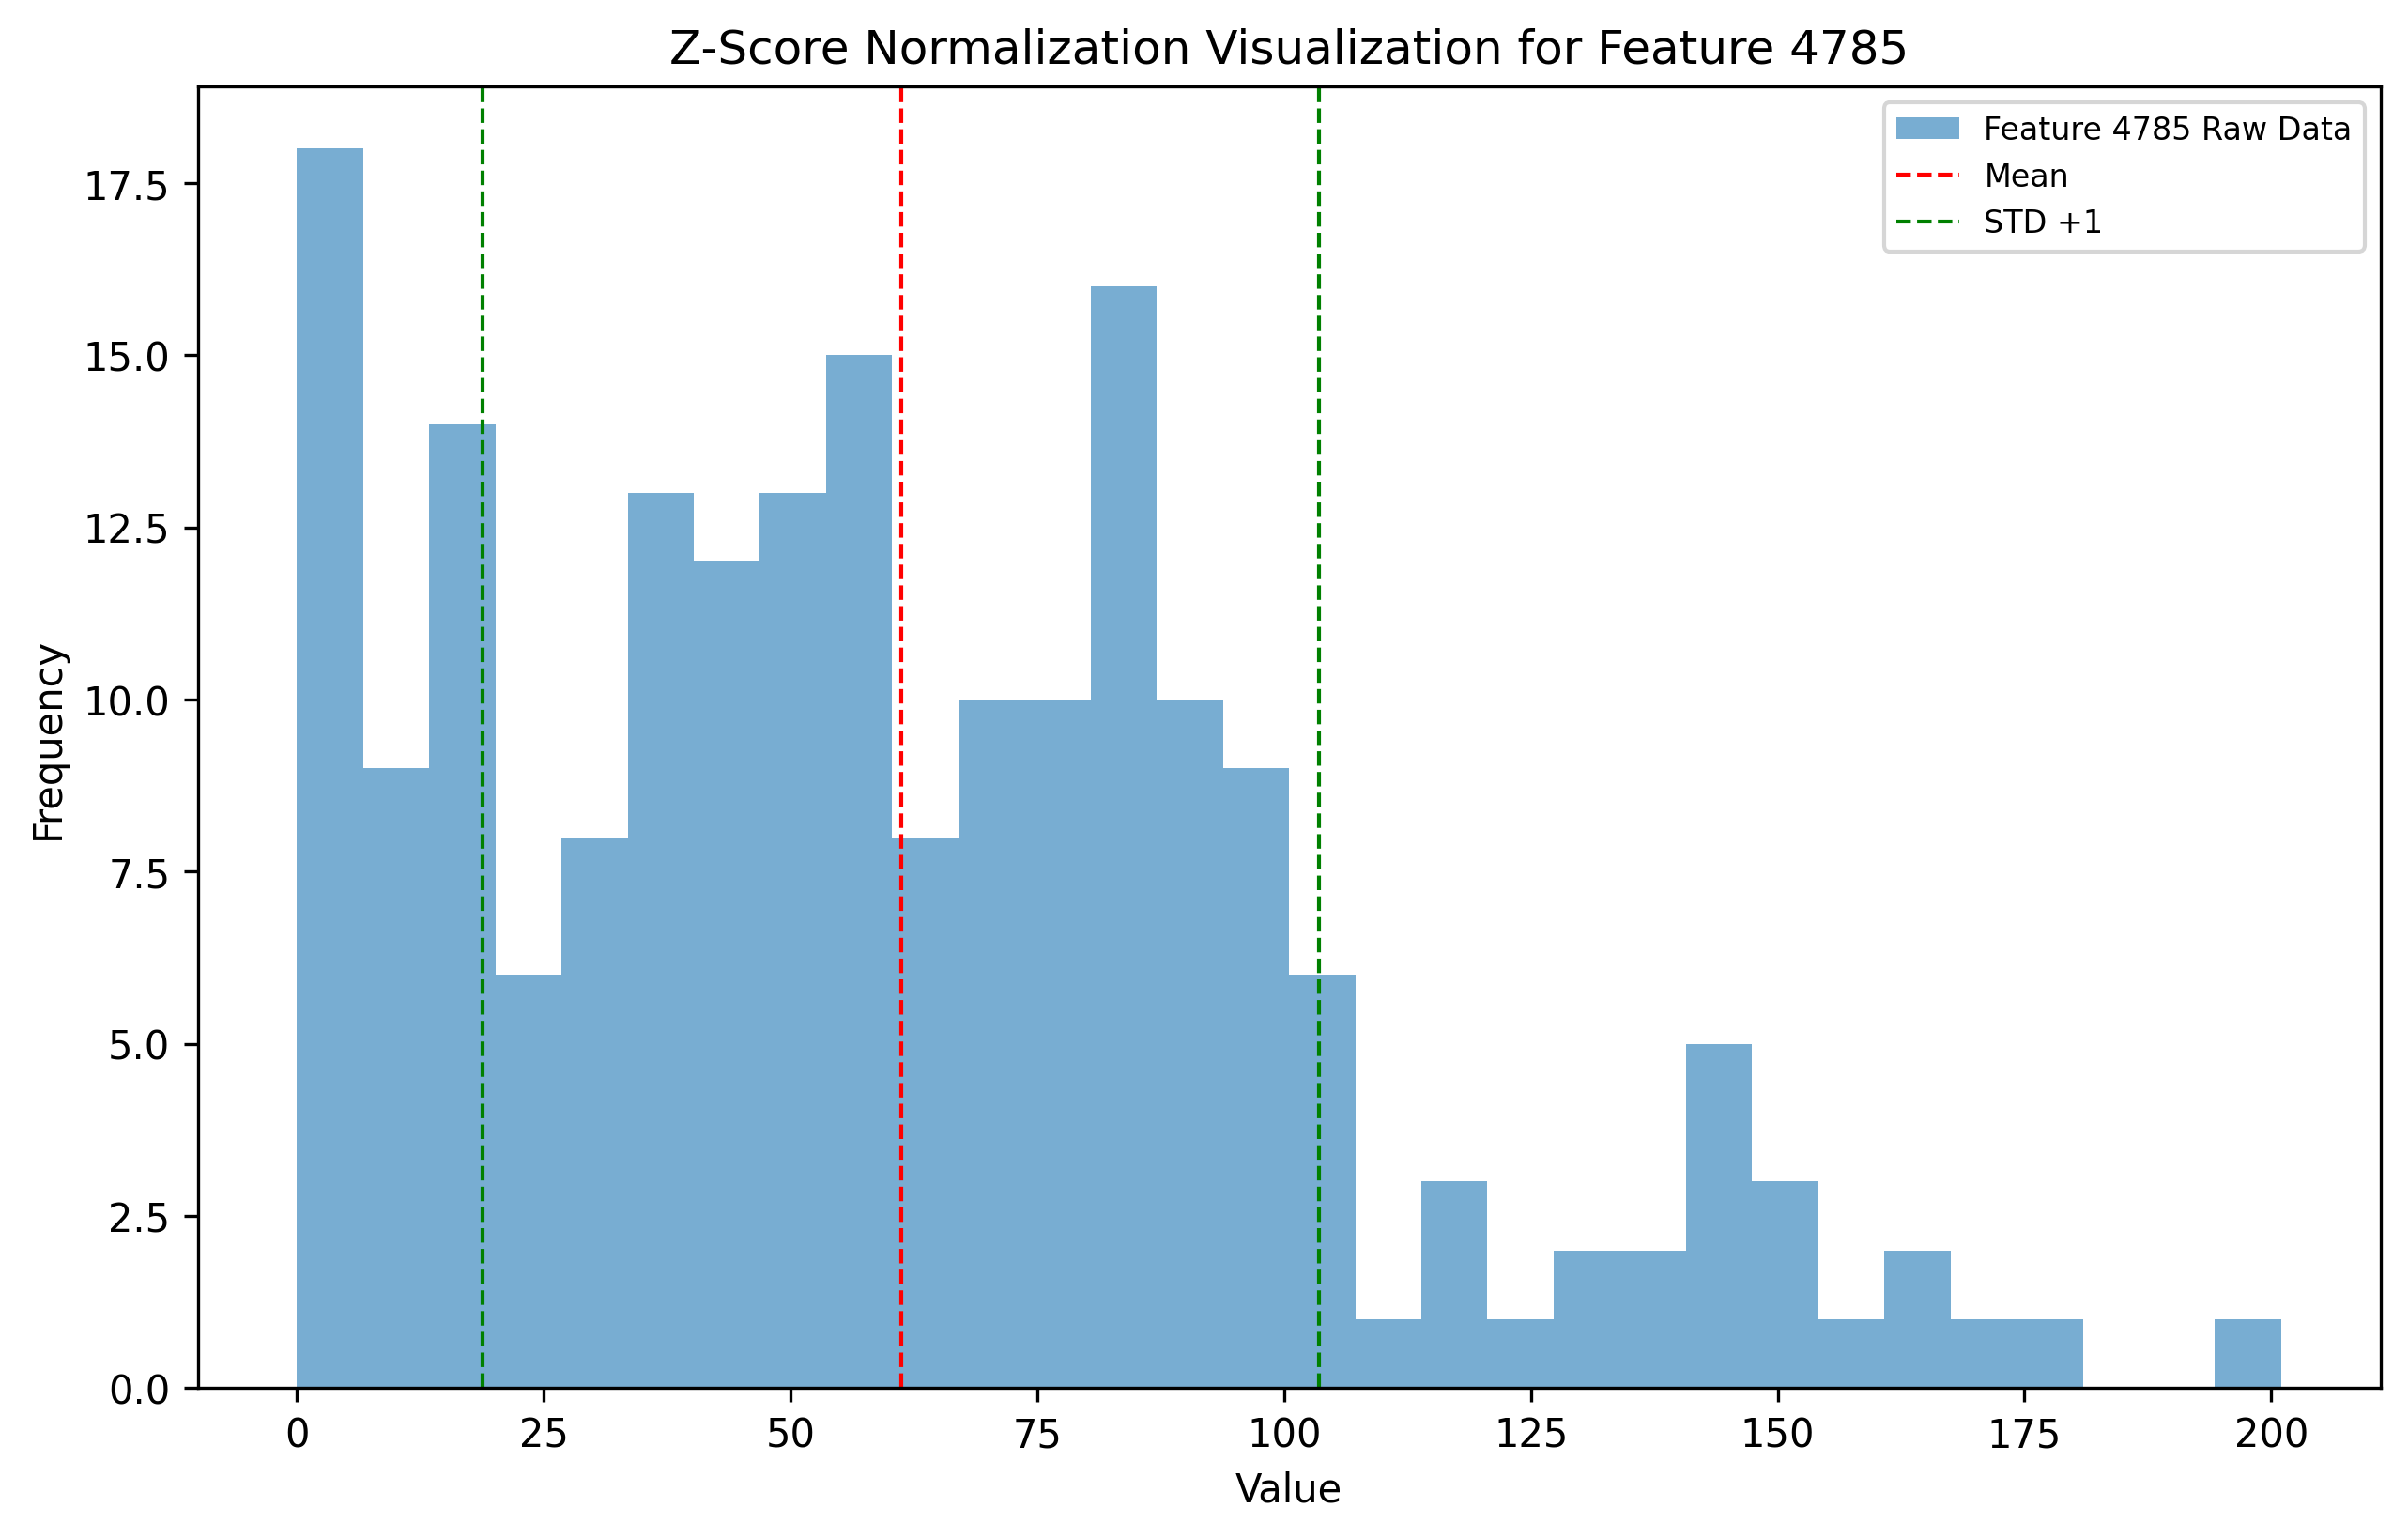 Z-Score Normalization Visualization for Feature 4785
Feature 4785 Raw Data
Mean
STD +1
Frequency
17.5
15.0
12.5
10.0
7.5
5.0
2.5
0.0
0 25 50 75 100 125 150 175 200
Value